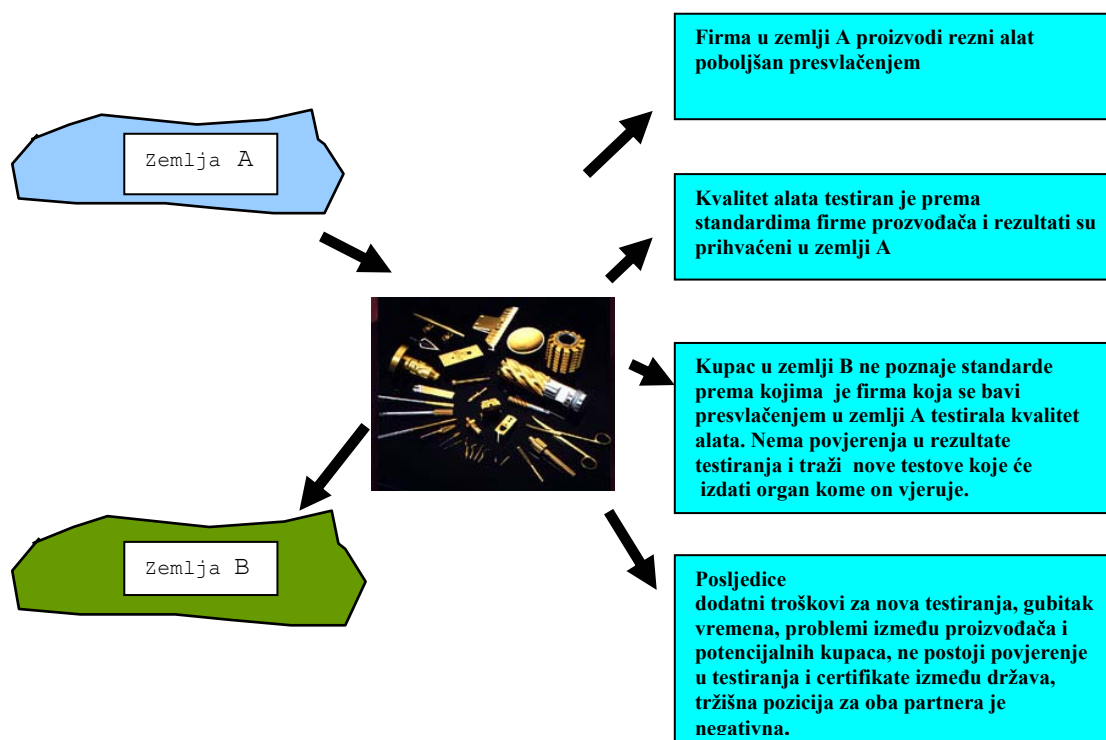 Firma u zemlji A proizvodi rezni alat
poboljšan presvlačenjem
Zemlja A
Kvalitet alata testiran je prema
standardima firme prozvođača i rezultati su
prihvaćeni u zemlji A
Kupac u zemlji B ne poznaje standarde
prema kojima je firma koja se bavi
presvlačenjem u zemlji A testirala kvalitet
alata. Nema povjerenja u rezultate
testiranja i traži nove testove koje će
izdati organ kome on vjeruje.
Zemlja B
Posljedice
dodatni troškovi za nova testiranja, gubitak
vremena, problemi između proizvođača i
potencijalnih kupaca, ne postoji povjerenje
u testiranja i certifikate između država,
tržišna pozicija za oba partnera je
negativna.